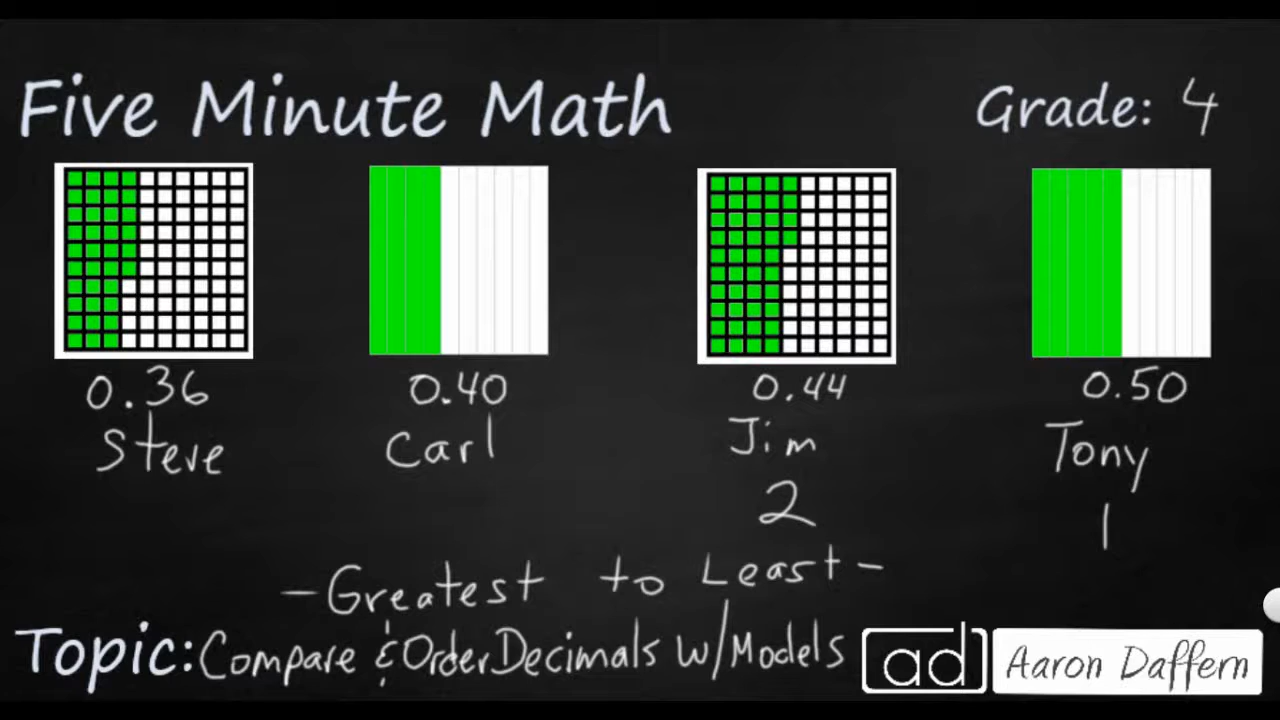 Five Minute Math
Grade: 4
0.36
0.40
0.44
0.50
Steve
Carl
Jim
Tony
2
1
-Greatest to Least-
Topic: Compare & Order Decimals w/Models
ad
Aaron Daffern